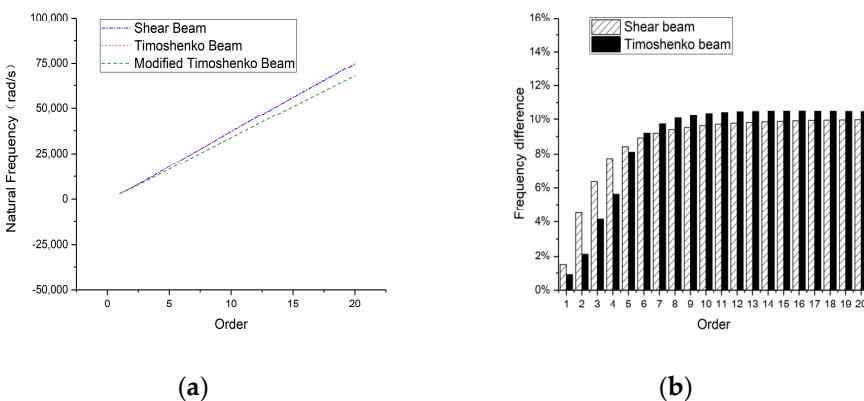 100,000
75,000
50,000
25,000
0
-25,000
-50,000
Natural Frequency（rad/s）
Shear Beam
Timoshenko Beam
Modified Timoshenko Beam
0 5 10 15 20
Order
(a)
16%
14%
12%
10%
8%
6%
4%
2%
0%
Frequency difference
Shear beam
Timoshenko beam
1 2 3 4 5 6 7 8 9 10 11 12 13 14 15 16 17 18 19 20
Order
(b)